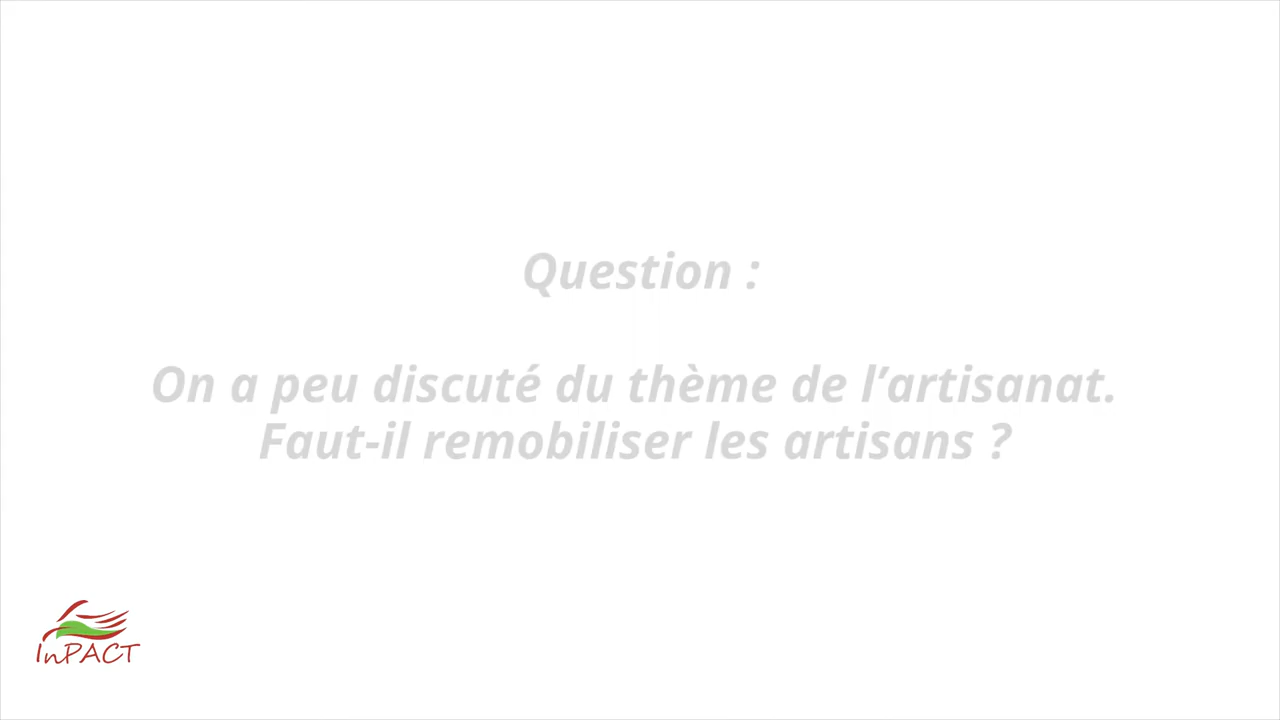 Question :
On a peu discuté du thème de l’artisanat.
Faut-il remobiliser les artisans ?
InPACT